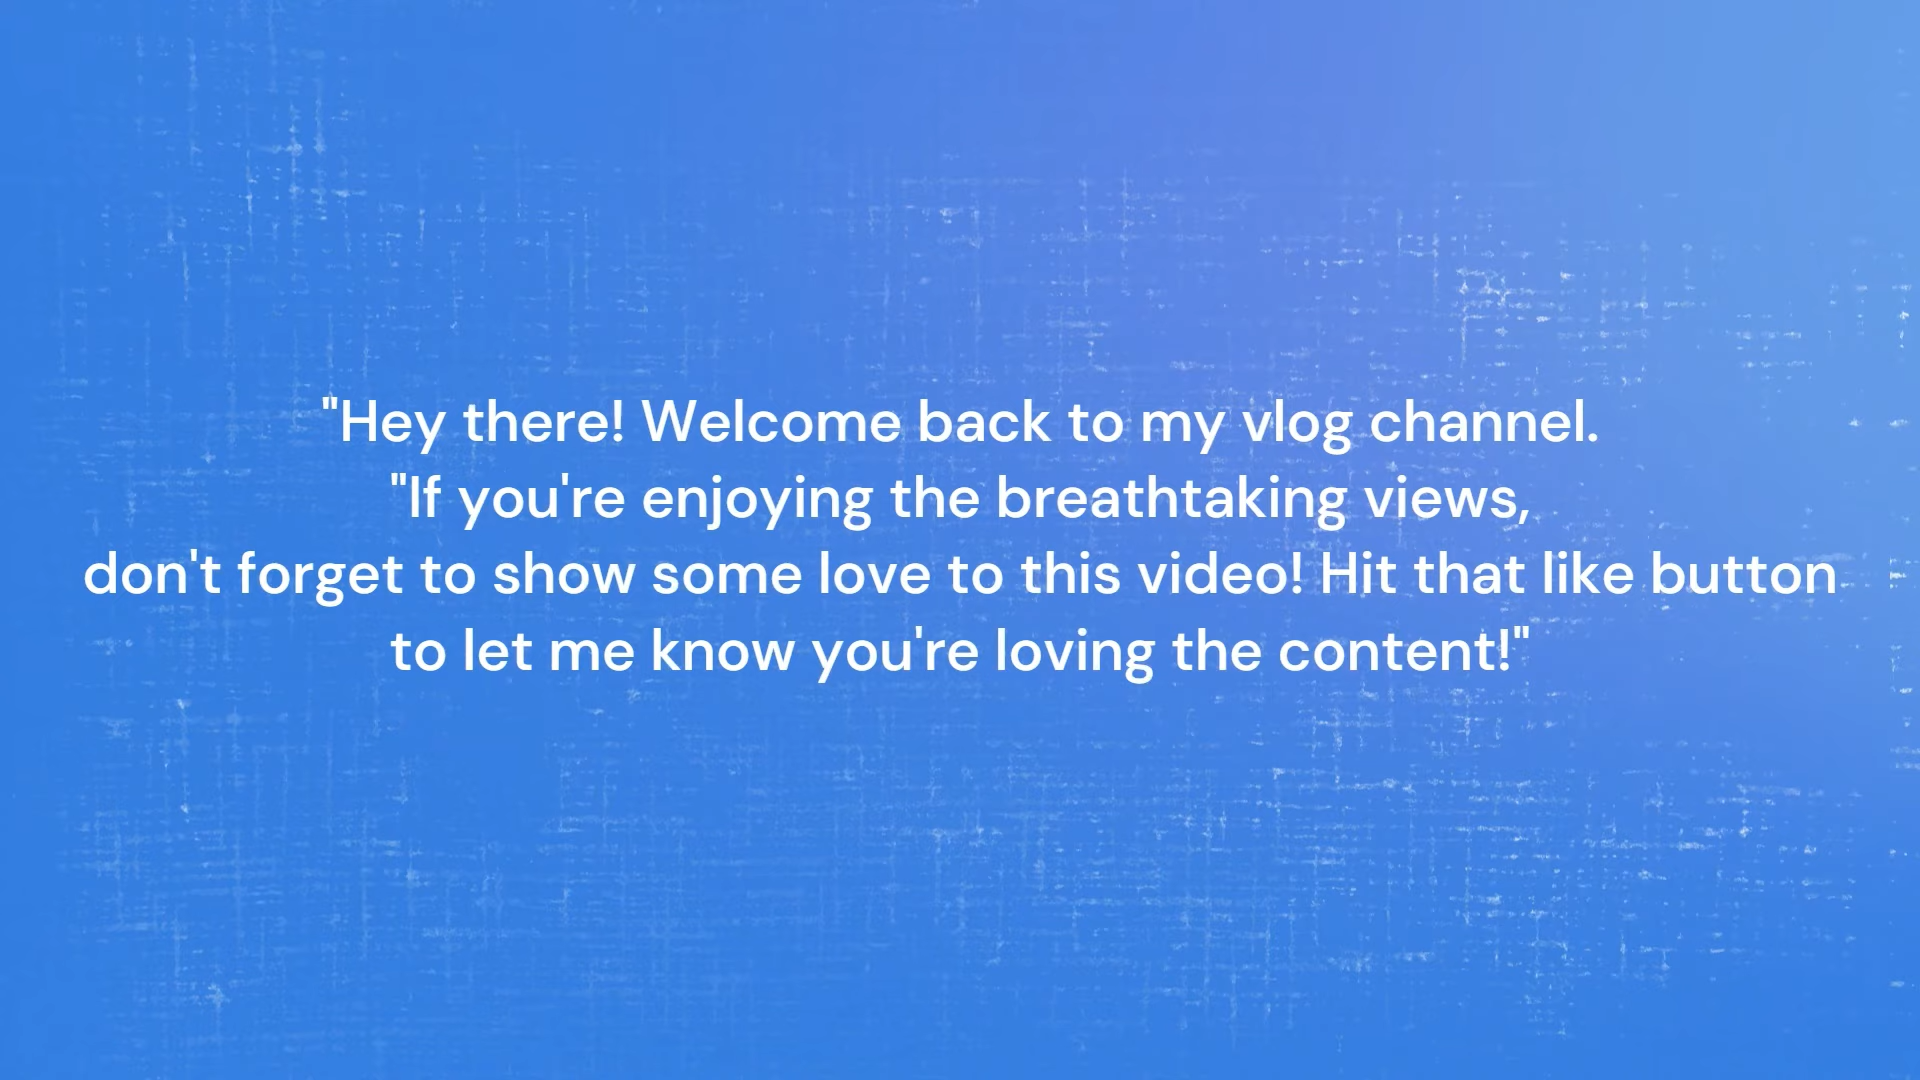 "Hey there! Welcome back to my vlog channel.
"If you're enjoying the breathtaking views,
don't forget to show some love to this video! Hit that like button
to let me know you're loving the content!"